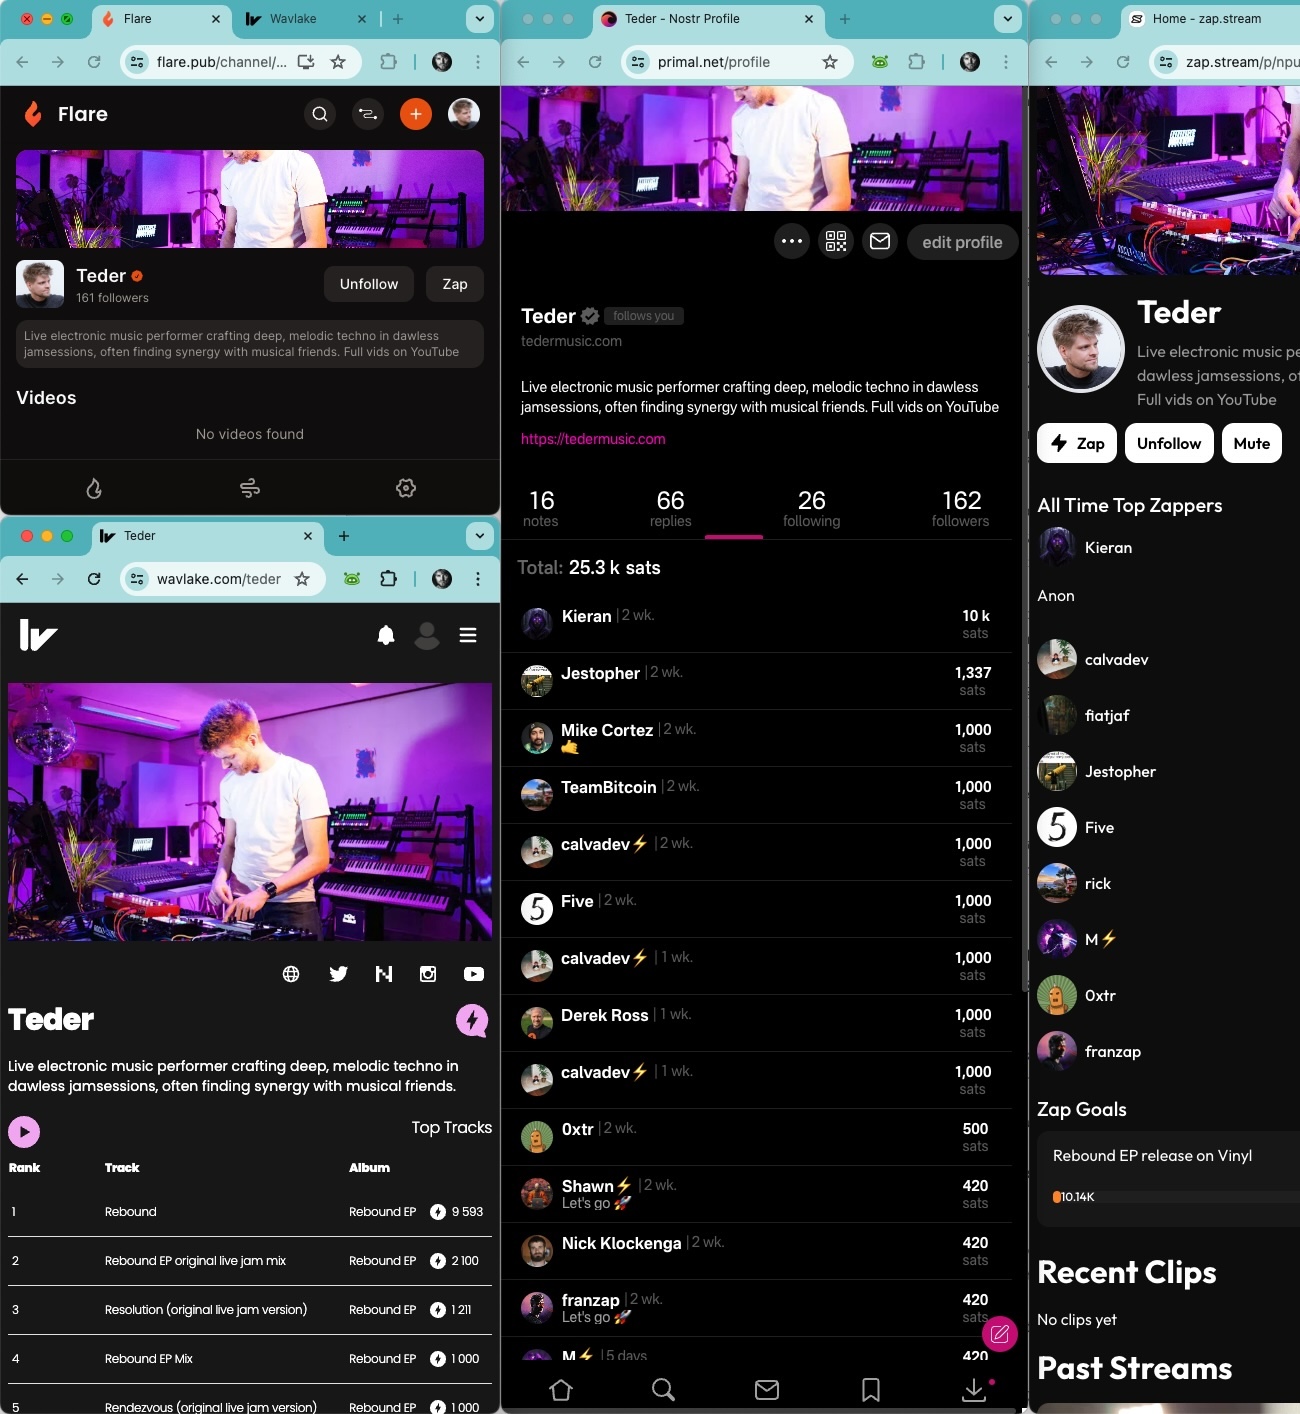 Flare
Wavlake
flare.pub/channel/...
Flare
Teder
161 followers
Unfollow
Zap
Live electronic music performer crafting deep, melodic techno in dawless
jamsessions, often finding synergy with musical friends. Full vids on YouTube
Videos
No videos found
Teder
wavlake.com/teder
Teder
Live electronic music performer crafting deep, melodic techno in
dawless jamsessions, often finding synergy with musical friends.
Top Tracks
Rank Track Album
1 Rebound Rebound EP 9 593
2 Rebound EP original live jam mix Rebound EP 2 100
3 Resolution (original live jam version) Rebound EP 1 211
4 Rebound EP Mix Rebound EP 1 000
5 Rendezvous (original live jam version) Rebound EP 1 000
Teder - Nostr Profile
primal.net/profile
edit profile
Teder follows you
tedermusic.com
Live electronic music performer crafting deep, melodic techno in dawless
jamsessions, often finding synergy with musical friends. Full vids on YouTube
https://tedermusic.com
16 66 26 162
notes replies following followers
Total: 25.3 k sats
Kieran | 2 wk. 10 k
sats
Jestopher | 2 wk. 1,337
sats
Mike Cortez | 2 wk. 1,000
🤙 sats
TeamBitcoin | 2 wk. 1,000
sats
calvadev⚡ | 2 wk. 1,000
sats
5 Five | 2 wk. 1,000
sats
calvadev⚡ | 1 wk. 1,000
sats
Derek Ross | 1 wk. 1,000
sats
calvadev⚡ | 1 wk. 1,000
sats
0xtr | 2 wk. 500
sats
Shawn⚡ | 2 wk. 420
Let's go 🚀 sats
Nick Klockenga | 2 wk. 420
sats
franzap | 2 wk. 420
Let's go 🚀 sats
M⚡ | 5 days 420
Home - zap.stream
zap.stream/p/npu
Teder
Live electronic music pe
dawless jamsessions, of
Full vids on YouTube
Zap
Unfollow
Mute
All Time Top Zappers
Kieran
Anon
calvadev
fiatjaf
Jestopher
5 Five
rick
M⚡
0xtr
franzap
Zap Goals
Rebound EP release on Vinyl
10.14K
Recent Clips
No clips yet
Past Streams